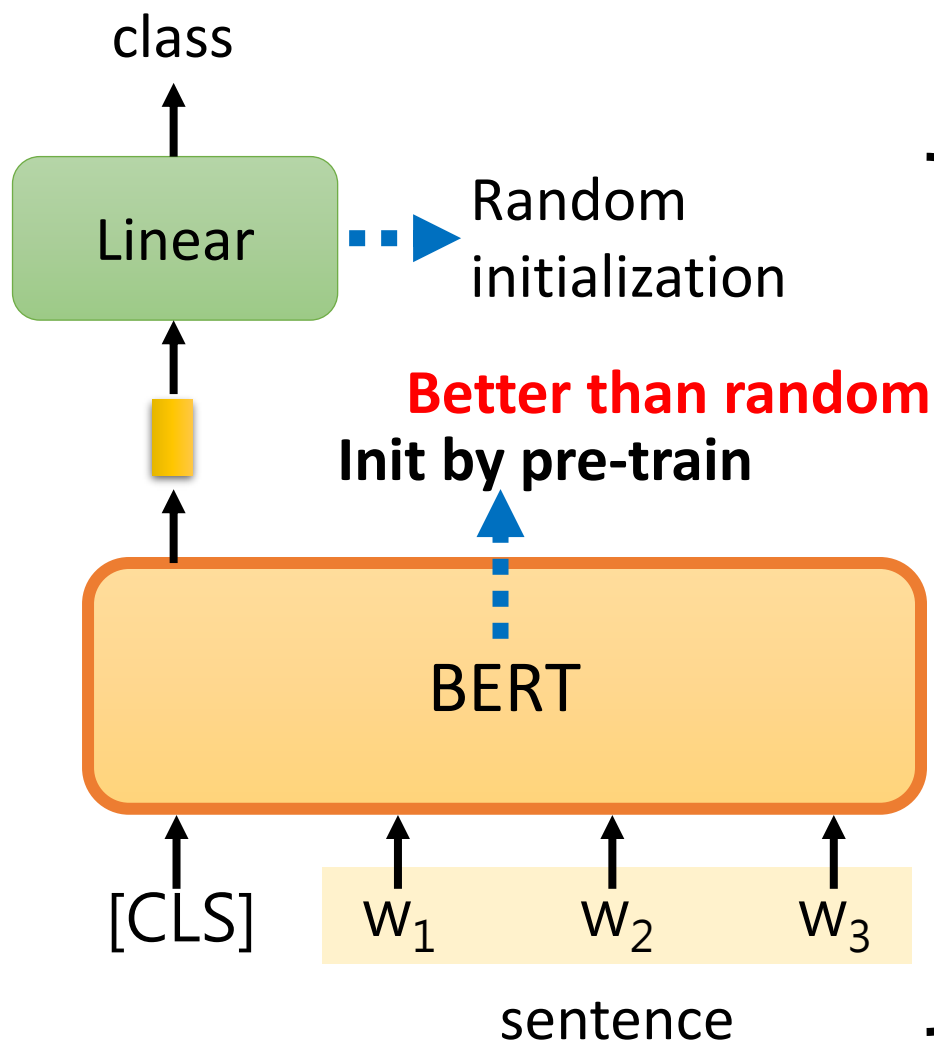 class
Linear
Random
initialization
Better than random
Init by pre-train
BERT
[CLS] w1 w2 w3
sentence